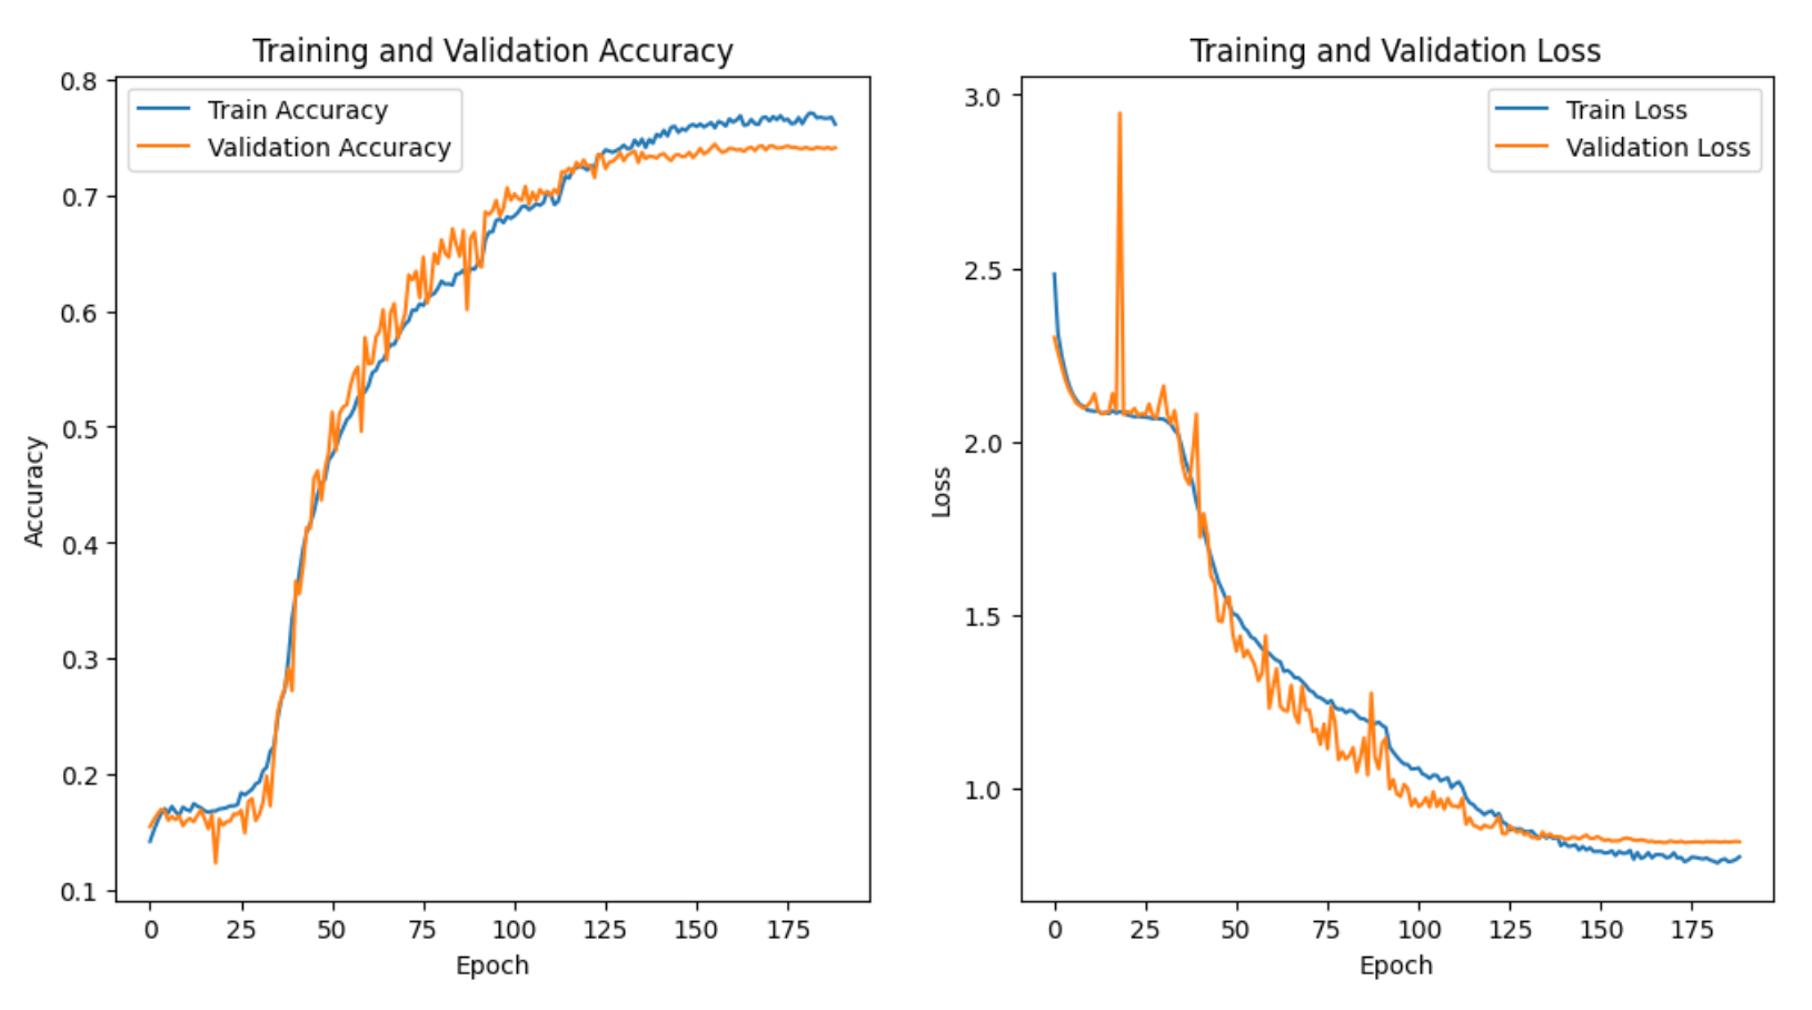 Training and Validation Accuracy
Train Accuracy
Validation Accuracy
Accuracy
0.8
0.7
0.6
0.5
0.4
0.3
0.2
0.1
0 25 50 75 100 125 150 175
Epoch
Training and Validation Loss
Train Loss
Validation Loss
Loss
3.0
2.5
2.0
1.5
1.0
0 25 50 75 100 125 150 175
Epoch